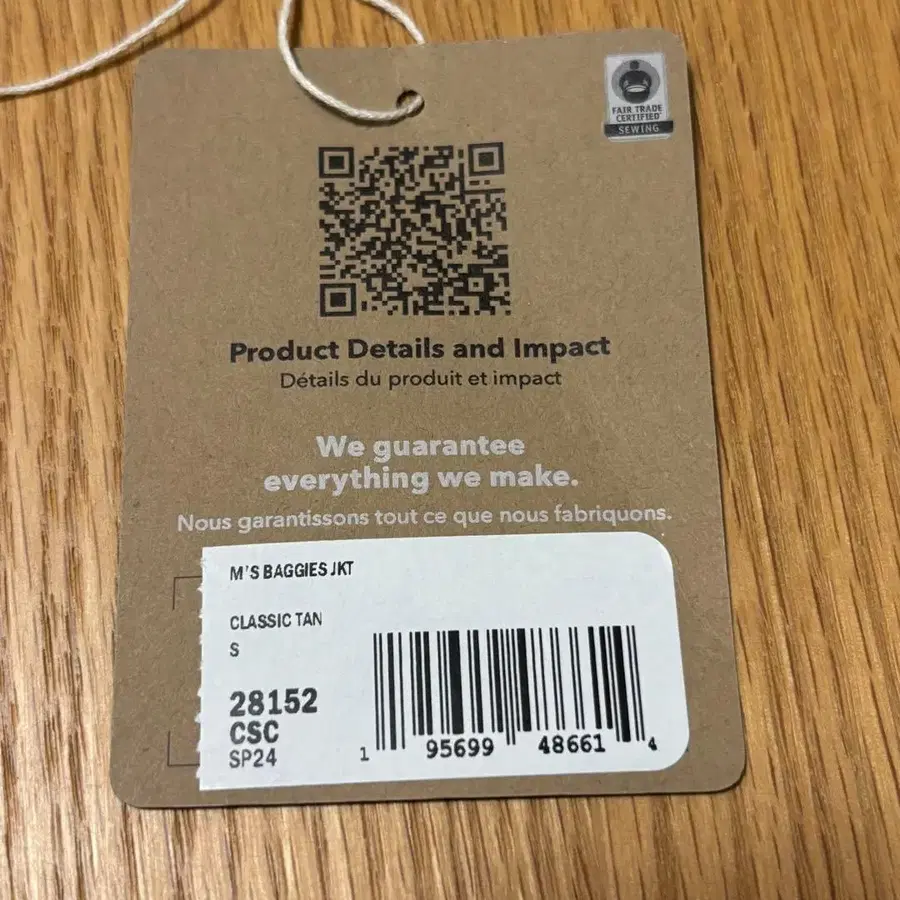 FAIR TRADE
CERTIFIED
SEWING
Product Details and Impact
Détails du produit et impact
We guarantee
everything we make.
Nous garantissons tout ce que nous fabriquons.
M'S BAGGIES JKT
CLASSIC TAN
S
28152
CSC
SP24
1 95699 48661 4